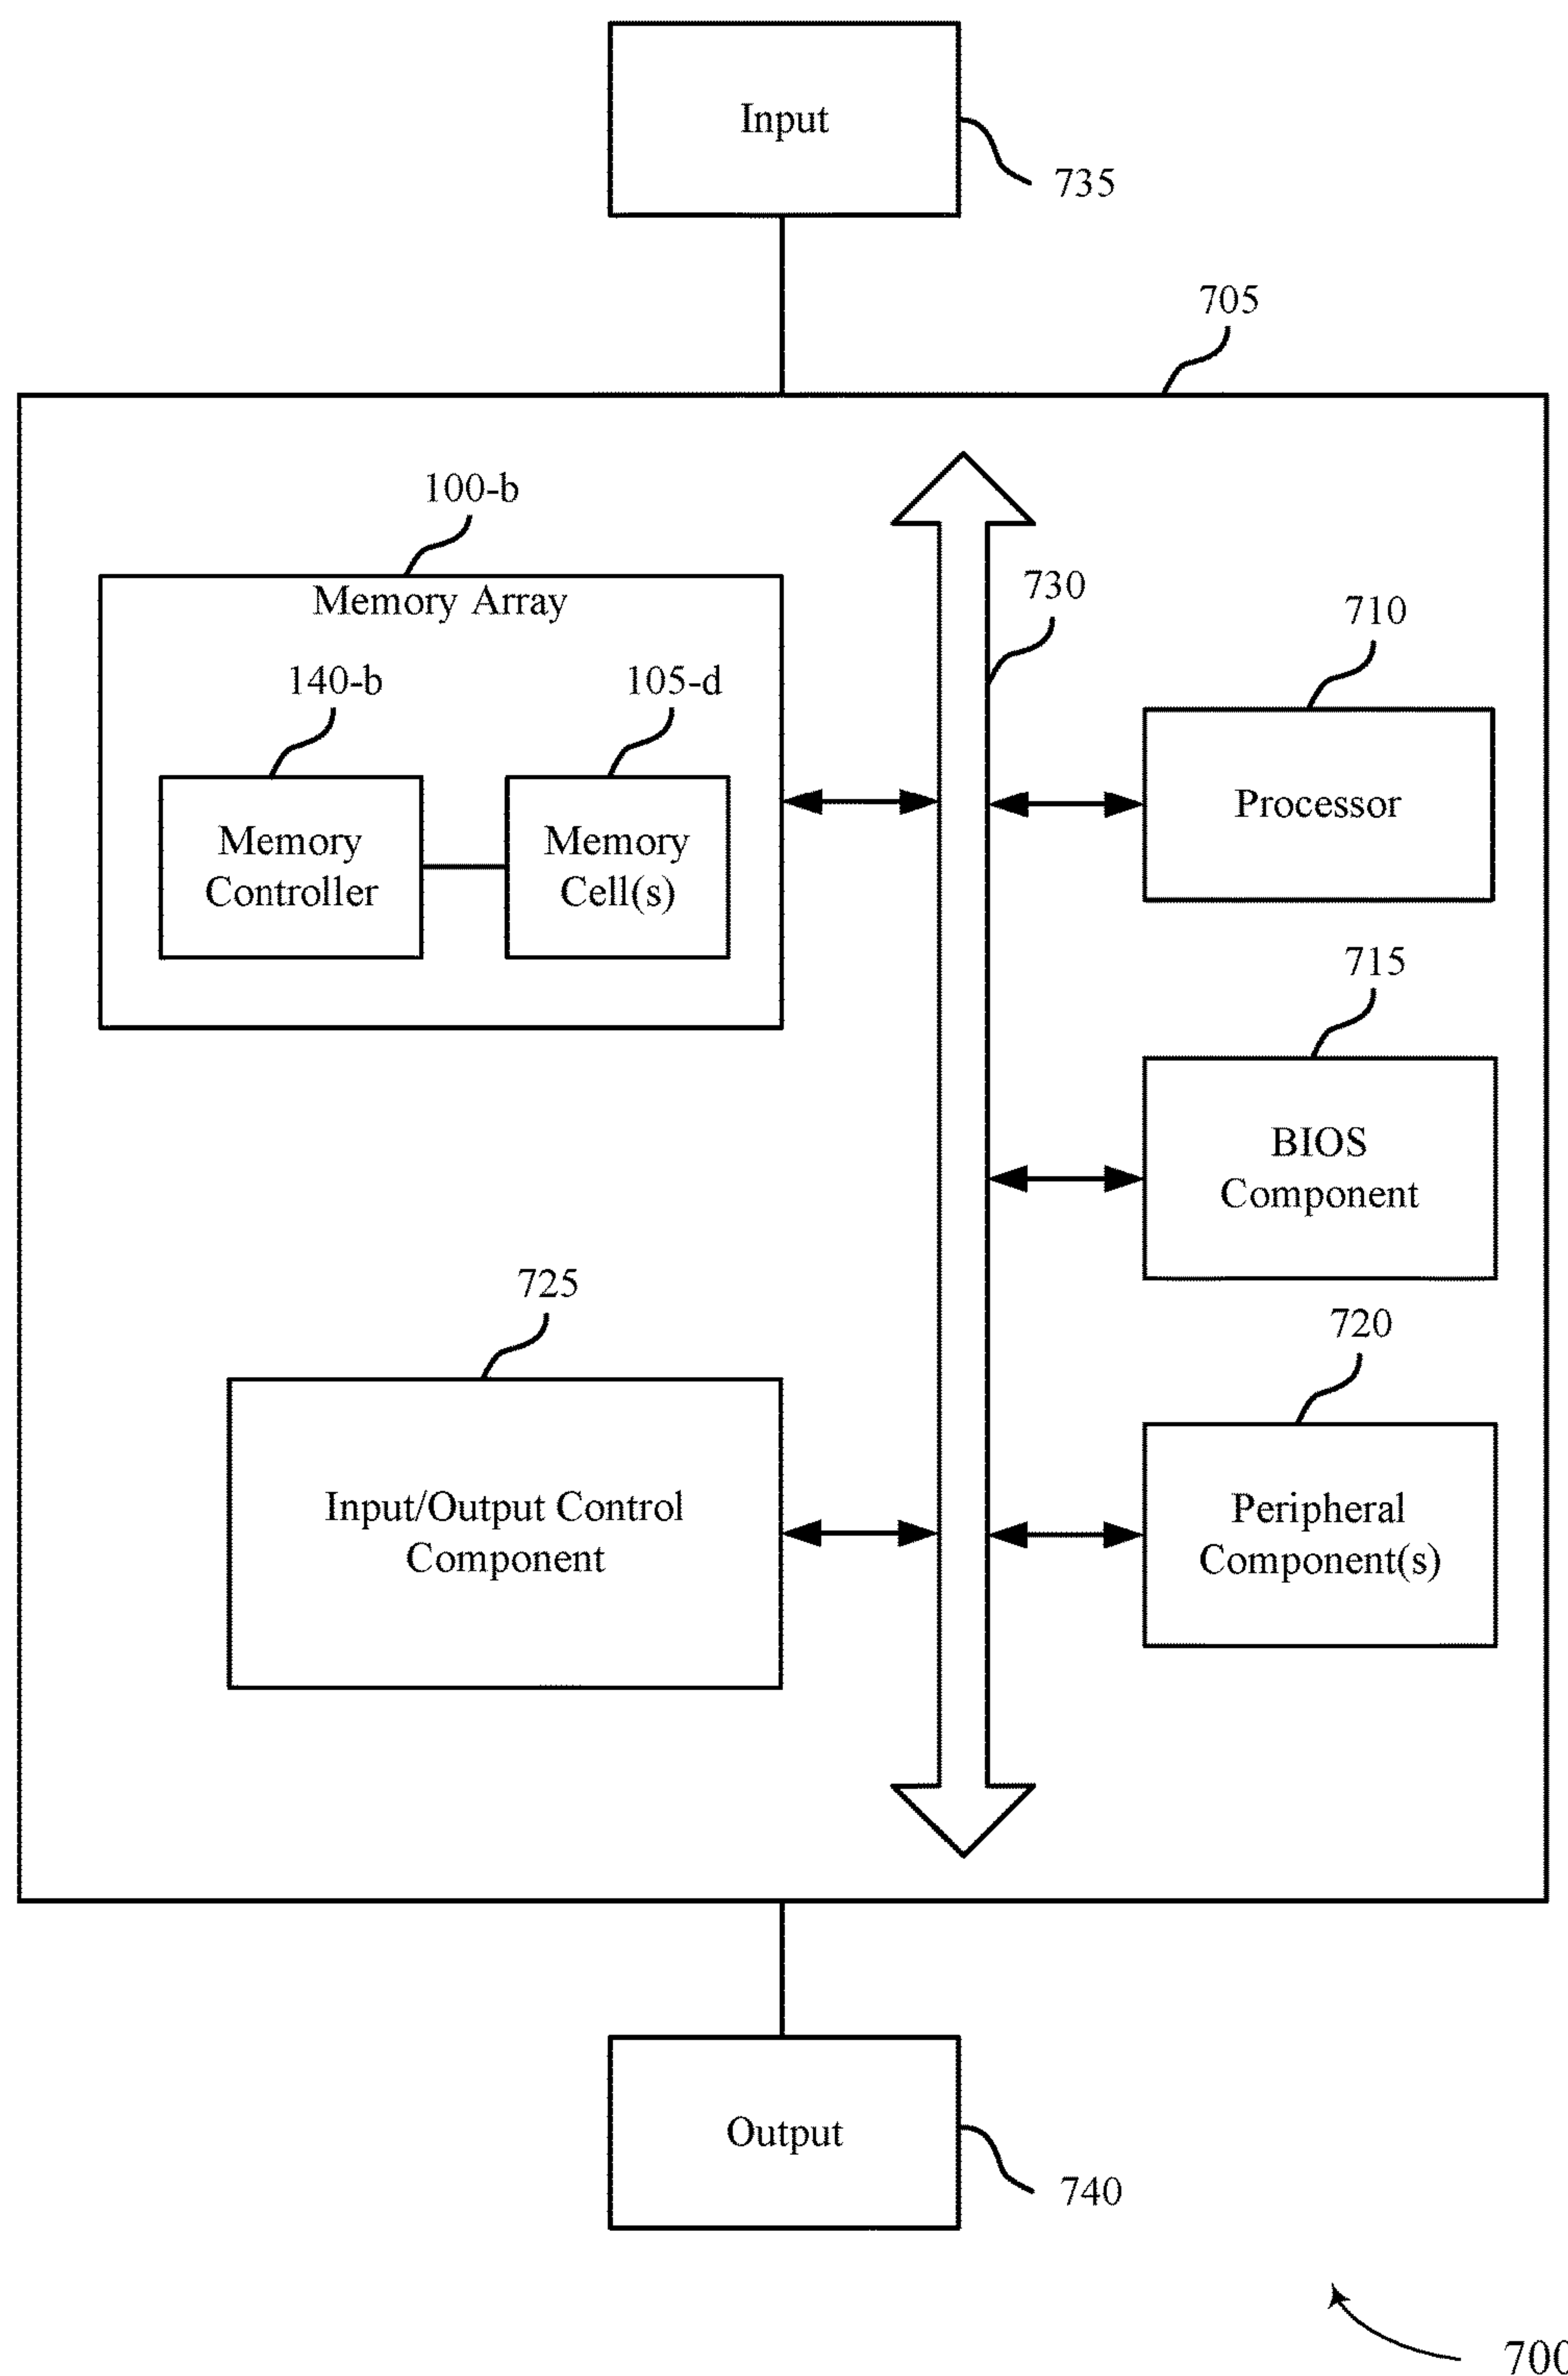 Input
735
705
100-b
Memory Array
730
710
140-b
105-d
Memory
Controller
Memory
Cell(s)
Processor
715
BIOS
Component
725
720
Input/Output Control
Component
Peripheral
Component(s)
Output
740
700